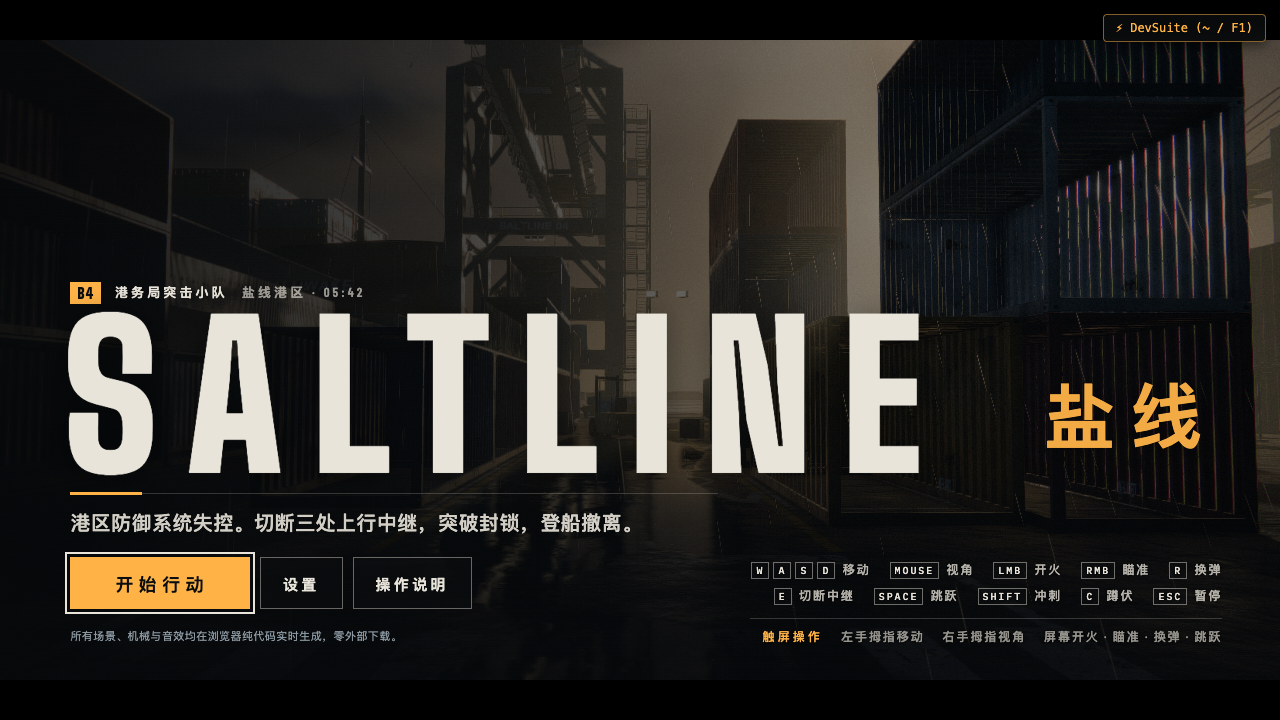 ⚡ DevSuite (~ / F1)
SALTLINE 03
B4 港务局突击小队 盐线港区 · 05:42
SALTLINE
盐线
港区防御系统失控。切断三处上行中继，突破封锁，登船撤离。
开始行动 设置 操作说明
W A S D 移动 MOUSE 视角 LMB 开火 RMB 瞄准 R 换弹
E 切断中继 SPACE 跳跃 SHIFT 冲刺 C 蹲伏 ESC 暂停
触屏操作 左手拇指移动 右手拇指视角 屏幕开火 · 瞄准 · 换弹 · 跳跃
所有场景、机械与音效均在浏览器纯代码实时生成，零外部下载。